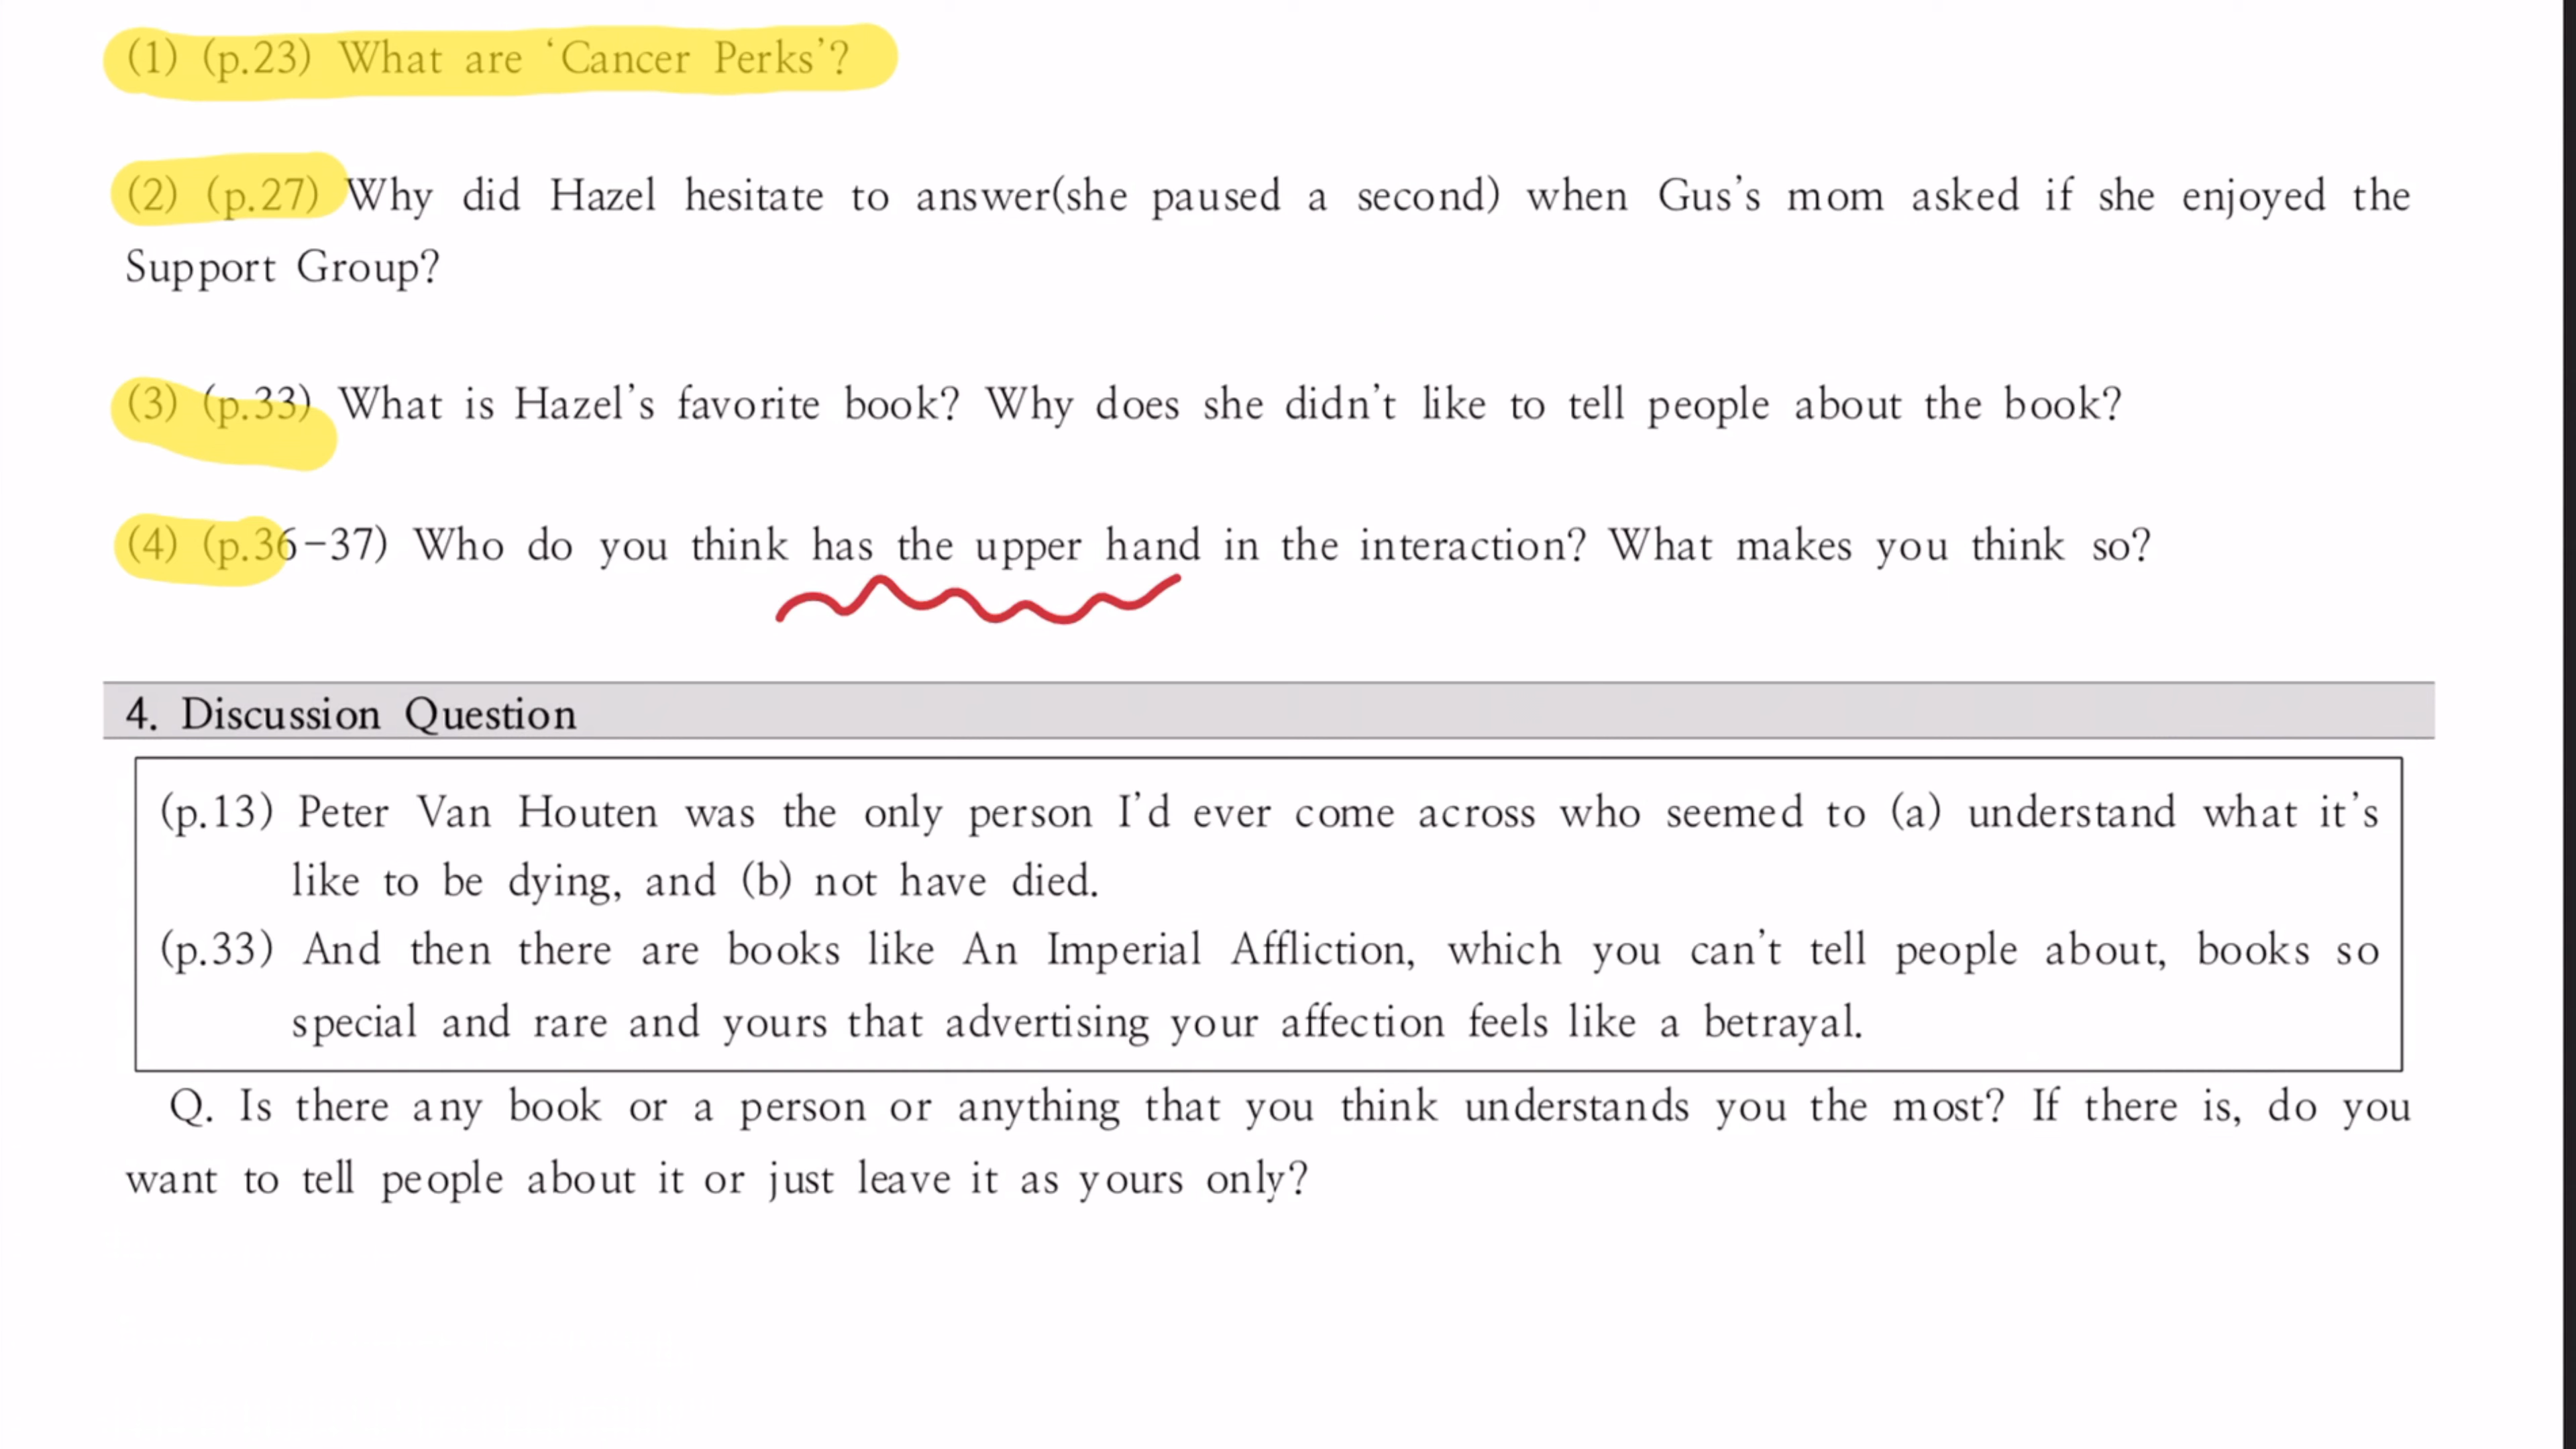 (1) (p.23) What are ‘Cancer Perks’?
(2) (p.27) Why did Hazel hesitate to answer(she paused a second) when Gus’s mom asked if she enjoyed the
Support Group?
(3) (p.33) What is Hazel’s favorite book? Why does she didn’t like to tell people about the book?
(4) (p.36-37) Who do you think has the upper hand in the interaction? What makes you think so?
4. Discussion Question
(p.13) Peter Van Houten was the only person I’d ever come across who seemed to (a) understand what it’s
like to be dying, and (b) not have died.
(p.33) And then there are books like An Imperial Affliction, which you can’t tell people about, books so
special and rare and yours that advertising your affection feels like a betrayal.
Q. Is there any book or a person or anything that you think understands you the most? If there is, do you
want to tell people about it or just leave it as yours only?